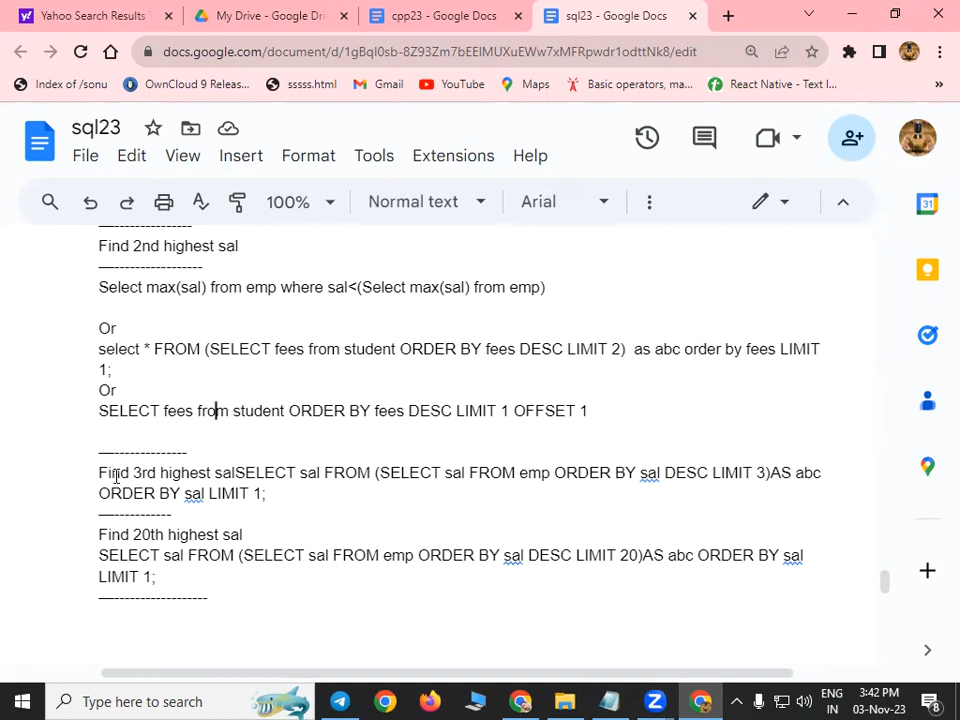 Yahoo Search Results
My Drive - Google Dri
cpp23 - Google Docs
sql23 - Google Docs
docs.google.com/document/d/1gBql0sb-8Z93Zm7bEElMUXuEWw7xMFRpwdr1odttNk8/edit
Index of /sonu
OwnCloud 9 Releas...
sssss.html
Gmail
YouTube
Maps
Basic operators, ma...
React Native - Text I...
»
sql23
File Edit View Insert Format Tools Extensions Help
100% Normal text Arial
31
—----------------
Find 2nd highest sal
—------------------
Select max(sal) from emp where sal<(Select max(sal) from emp)
Or
select * FROM (SELECT fees from student ORDER BY fees DESC LIMIT 2)  as abc order by fees LIMIT
1;
Or
SELECT fees from student ORDER BY fees DESC LIMIT 1 OFFSET 1
—---------------
Find 3rd highest salSELECT sal FROM (SELECT sal FROM emp ORDER BY sal DESC LIMIT 3)AS abc
ORDER BY sal LIMIT 1;
—------------
Find 20th highest sal
SELECT sal FROM (SELECT sal FROM emp ORDER BY sal DESC LIMIT 20)AS abc ORDER BY sal
LIMIT 1;
—-------------------
Type here to search
ENG
IN
3:42 PM
03-Nov-23
8